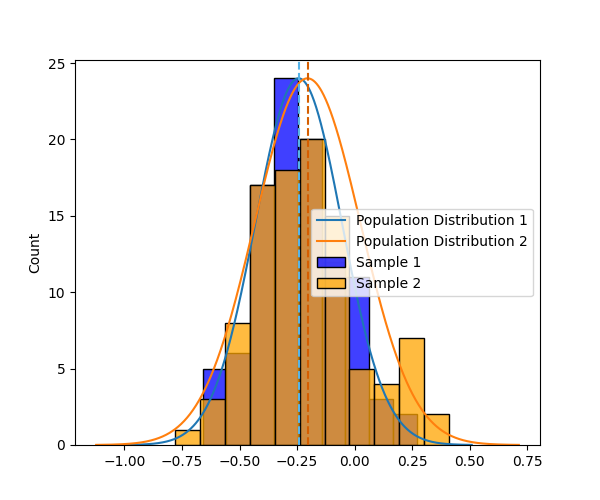 25
20
15
10
5
0
Count
Population Distribution 1
Population Distribution 2
Sample 1
Sample 2
−1.00 −0.75 −0.50 −0.25 0.00 0.25 0.50 0.75